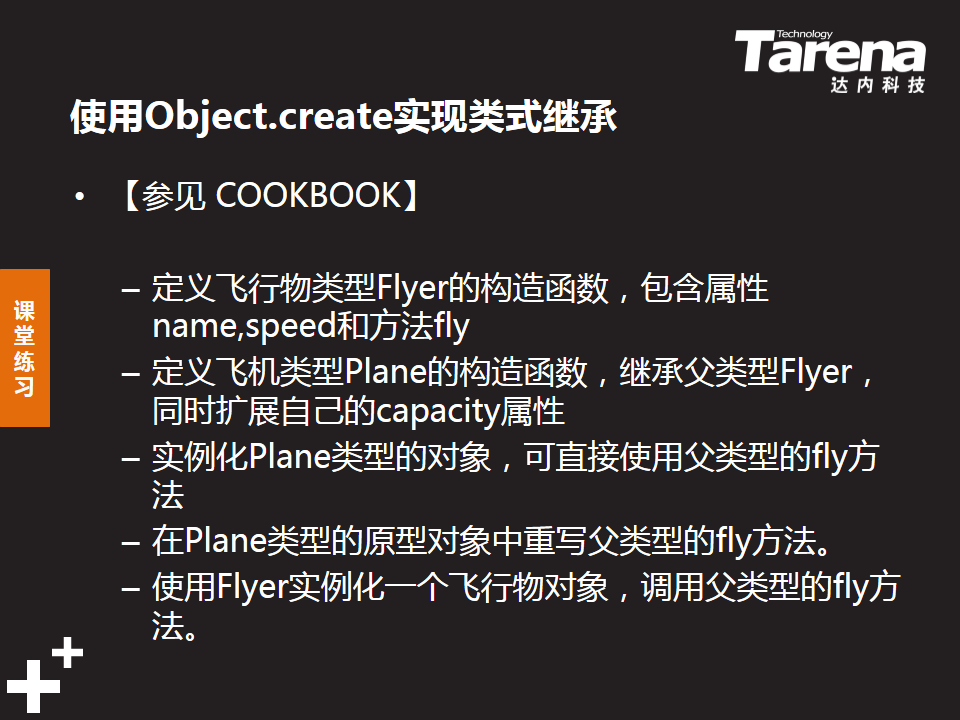 Technology
Tarena
达内科技
使用Object.create实现类式继承
• 【参见 COOKBOOK】
– 定义飞行物类型Flyer的构造函数，包含属性
name,speed和方法fly
– 定义飞机类型Plane的构造函数，继承父类型Flyer，
同时扩展自己的capacity属性
– 实例化Plane类型的对象，可直接使用父类型的fly方
法
– 在Plane类型的原型对象中重写父类型的fly方法。
– 使用Flyer实例化一个飞行物对象，调用父类型的fly方
法。
课
堂
练
习